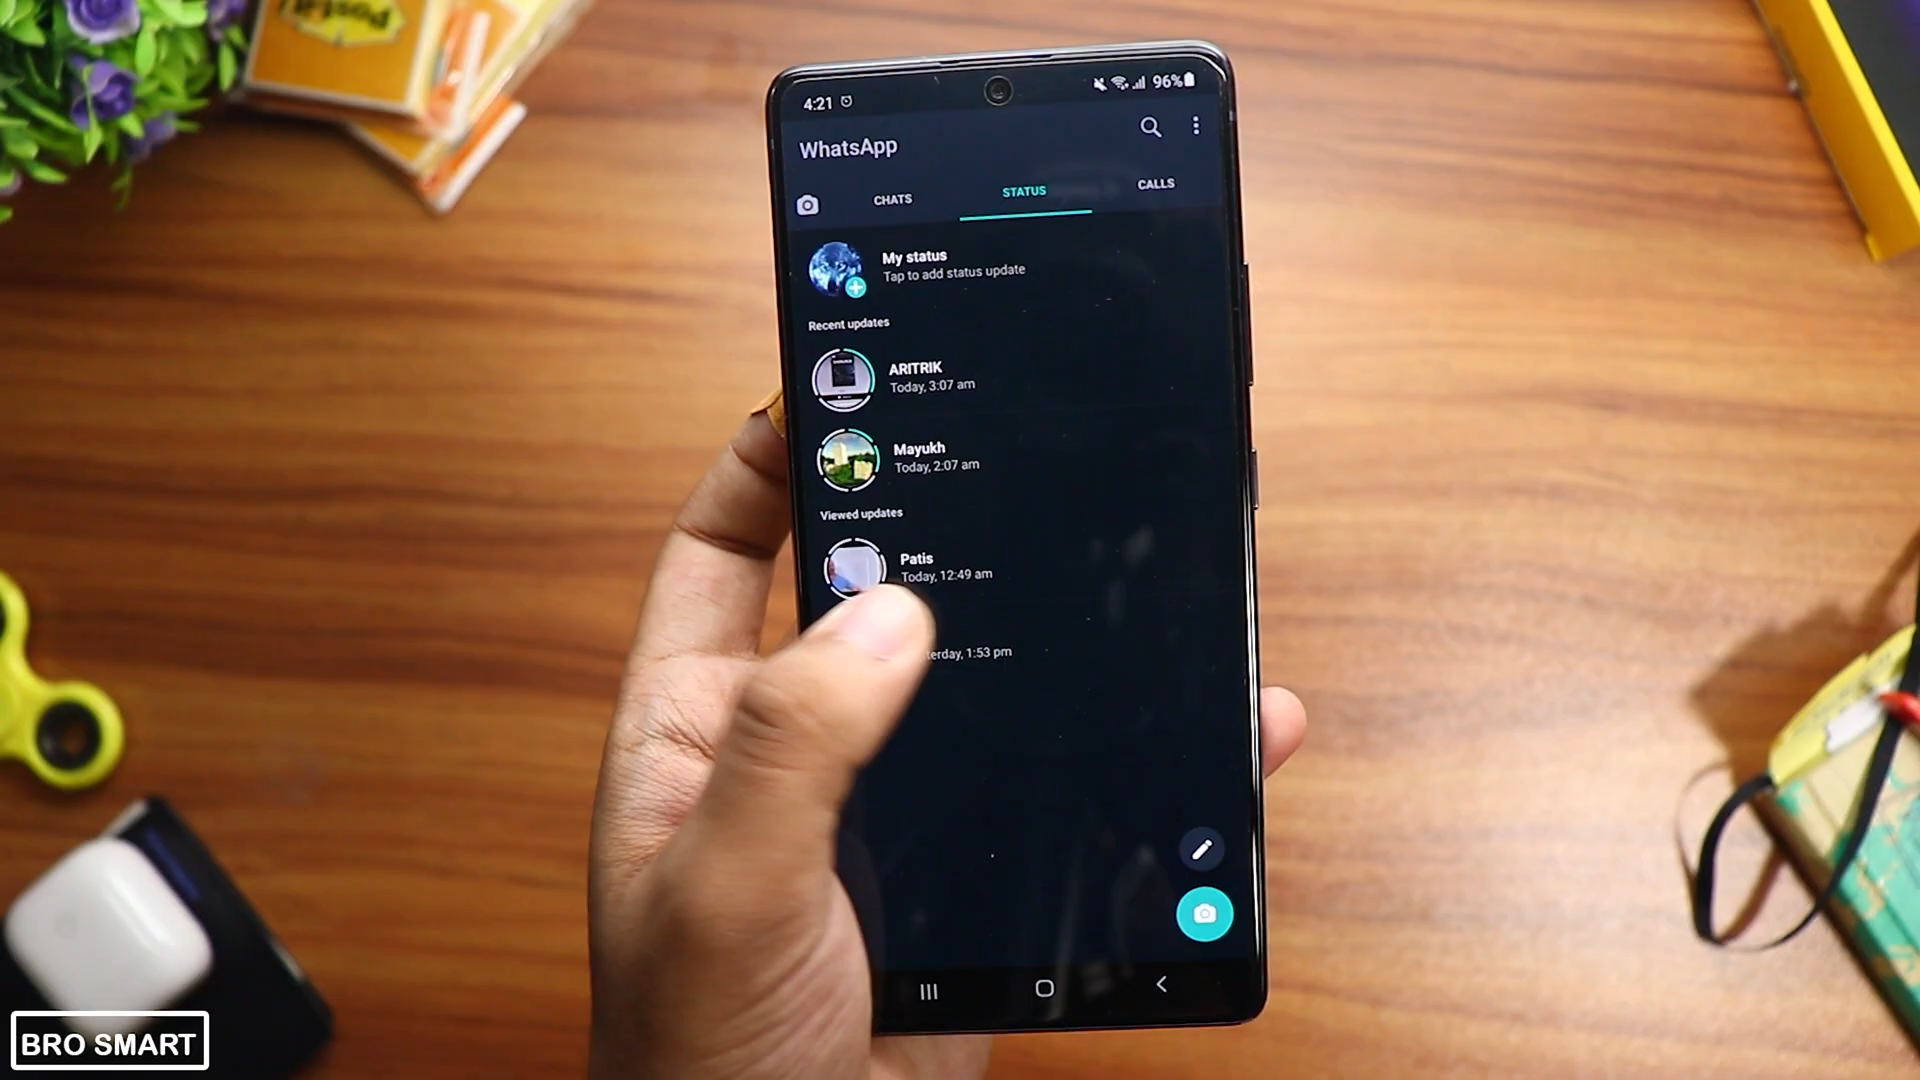 Post-it
4:21
96%
WhatsApp
CHATS
STATUS
CALLS
My status
Tap to add status update
Recent updates
ARITRIK
Today, 3:07 am
Mayukh
Today, 2:07 am
Viewed updates
Patis
Today, 12:49 am
terday, 1:53 pm
BRO SMART